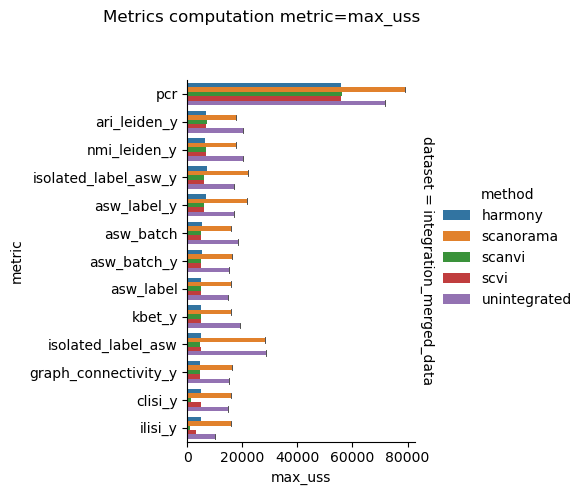 Metrics computation metric=max_uss
metric
pcr
ari_leiden_y
nmi_leiden_y
isolated_label_asw_y
asw_label_y
asw_batch
asw_batch_y
asw_label
kbet_y
isolated_label_asw
graph_connectivity_y
clisi_y
ilisi_y
0 20000 40000 60000 80000
max_uss
dataset = integration_merged_data
method
harmony
scanorama
scanvi
scvi
unintegrated